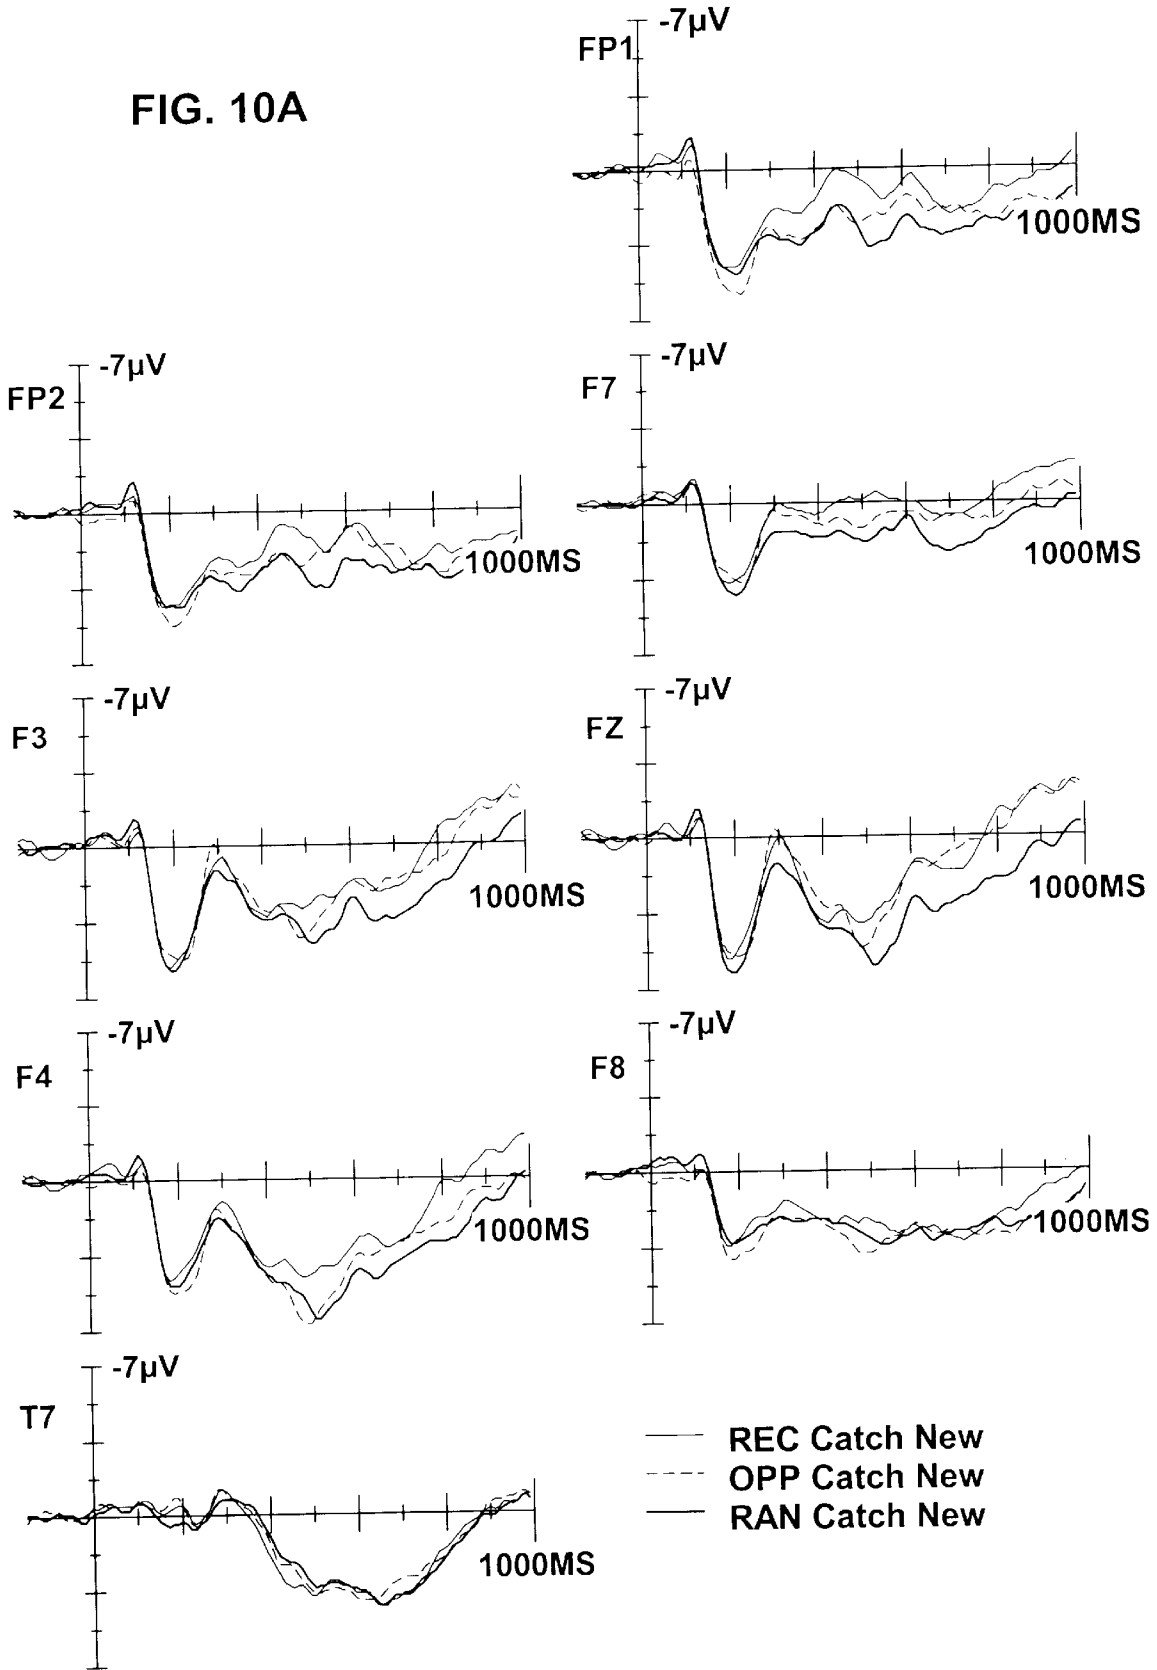 FIG. 10A
-7µV
FP1
1000MS
-7µV
FP2
1000MS
-7µV
F7
1000MS
-7µV
F3
1000MS
-7µV
FZ
1000MS
-7µV
F4
1000MS
-7µV
F8
1000MS
-7µV
T7
1000MS
REC Catch New
OPP Catch New
RAN Catch New